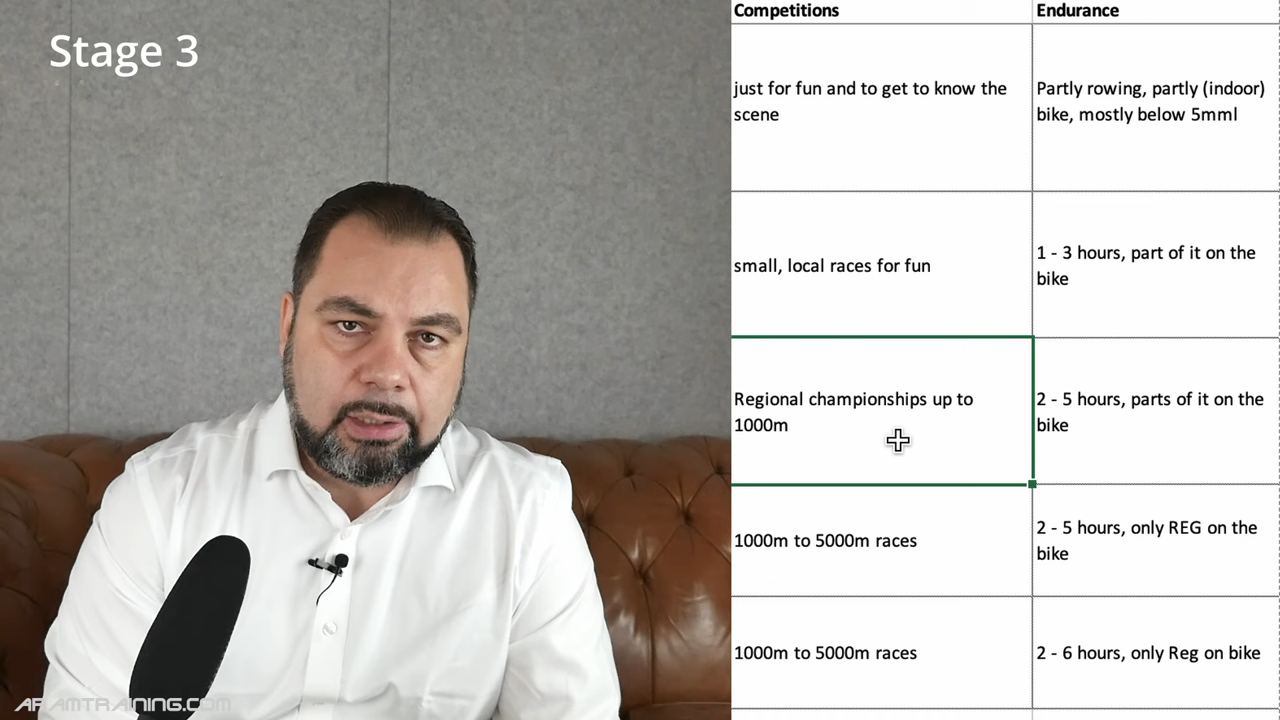 Stage 3
Competitions
Endurance
just for fun and to get to know the
scene
Partly rowing, partly (indoor)
bike, mostly below 5mml
small, local races for fun
1 - 3 hours, part of it on the
bike
Regional championships up to
1000m
2 - 5 hours, parts of it on the
bike
1000m to 5000m races
2 - 5 hours, only REG on the
bike
1000m to 5000m races
2 - 6 hours, only Reg on bike
ARAMTRAINING.COM